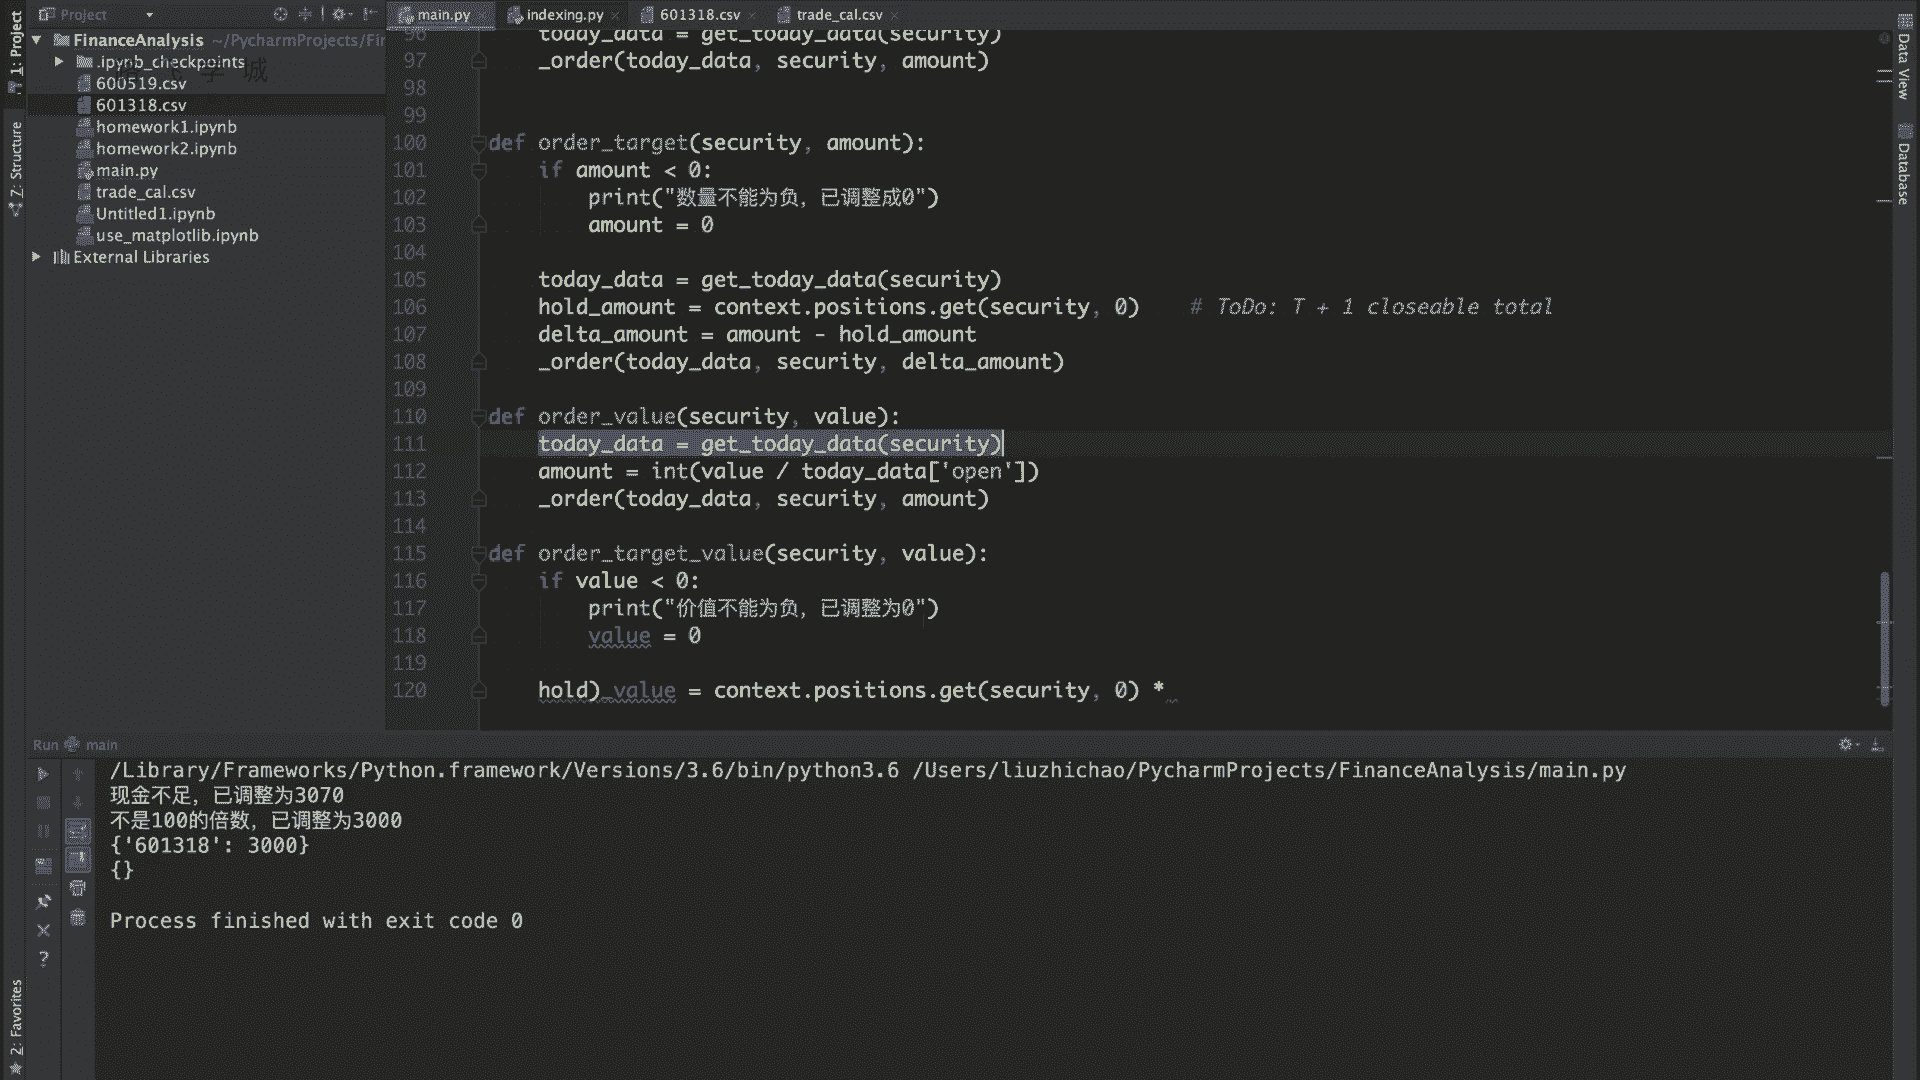 Project
main.py
indexing.py
601318.csv
trade_cal.csv
1: Project
7: Structure
2: Favorites
Data View
Database
FinanceAnalysis ~/PycharmProjects/Fir
.ipynb_checkpoints
600519.csv
601318.csv
homework1.ipynb
homework2.ipynb
main.py
trade_cal.csv
Untitled1.ipynb
use_matplotlib.ipynb
External Libraries
96 today_data = get_today_data(security)
97 _order(today_data, security, amount)
98
99
100 def order_target(security, amount):
101 if amount < 0:
102 print("数量不能为负，已调整成0")
103 amount = 0
104
105 today_data = get_today_data(security)
106 hold_amount = context.positions.get(security, 0) # ToDo: T + 1 closeable total
107 delta_amount = amount - hold_amount
108 _order(today_data, security, delta_amount)
109
110 def order_value(security, value):
111 today_data = get_today_data(security)
112 amount = int(value / today_data['open'])
113 _order(today_data, security, amount)
114
115 def order_target_value(security, value):
116 if value < 0:
117 print("价值不能为负，已调整为0")
118 value = 0
119
120 hold)_value = context.positions.get(security, 0) *
Run main
/Library/Frameworks/Python.framework/Versions/3.6/bin/python3.6 /Users/liuzhichao/PycharmProjects/FinanceAnalysis/main.py
现金不足，已调整为3070
不是100的倍数，已调整为3000
{'601318': 3000}
{}
Process finished with exit code 0